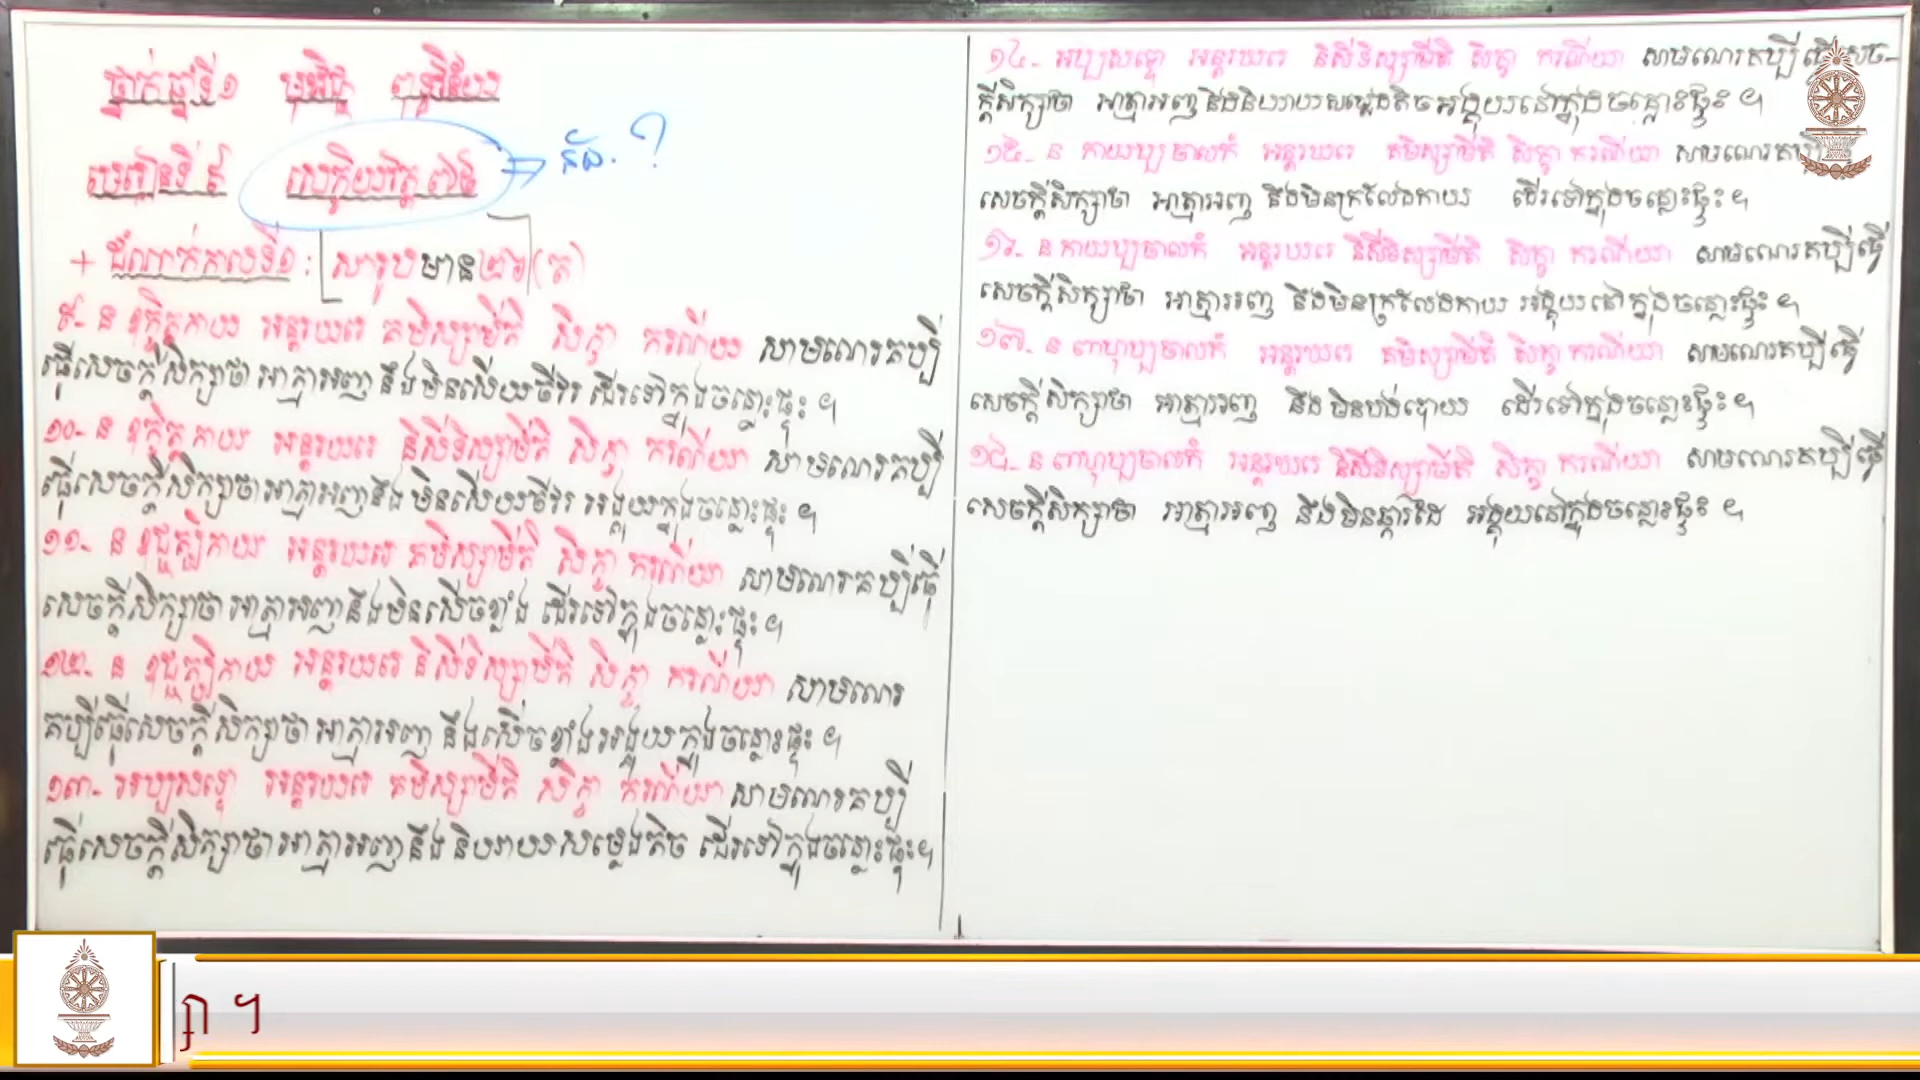 ថ្នាក់ឆ្នាំទី១ មុខវិជ្ជា ពុទ្ធវិន័យ
មេរៀនទី ៩ សេក្ខិយវត្ត ៧៥
+ ដំណាក់កាលទី១ : សារូប មាន ២៦ (ត)
៩- ន ឧក្ខិត្តកាយ អន្តរឃរេ គមិស្សាមីតិ សិក្ខា ករណីយា សាមណេរគប្បី
ធ្វើសេចក្តីសិក្សាថា អាត្មាអញនឹងមិនសើយចីវរ ដើរទៅក្នុងចន្លោះផ្ទះ ។
១០- ន ឧក្ខិត្តកាយ អន្តរឃរេ និសីទិស្សាមីតិ សិក្ខា ករណីយា សាមណេរគប្បី
ធ្វើសេចក្តីសិក្សាថា អាត្មាអញនឹងមិនសើយចីវរ អង្គុយក្នុងចន្លោះផ្ទះ ។
១១- ន ឧជ្ជគ្ឃិកាយ អន្តរឃរេ គមិស្សាមីតិ សិក្ខា ករណីយា សាមណេរគប្បីធ្វើ
សេចក្តីសិក្សាថា អាត្មាអញនឹងមិនសើចខ្លាំង ដើរទៅក្នុងចន្លោះផ្ទះ ។
១២- ន ឧជ្ជគ្ឃិកាយ អន្តរឃរេ និសីទិស្សាមីតិ សិក្ខា ករណីយា សាមណេរ
គប្បីធ្វើសេចក្តីសិក្សាថា អាត្មាអញ នឹងសើចខ្លាំងអង្គុយក្នុងចន្លោះផ្ទះ ។
១៣- អប្បសទ្ទោ អន្តរឃរេ គមិស្សាមីតិ សិក្ខា ករណីយា សាមណេរគប្បី
ធ្វើសេចក្តីសិក្សាថា អាត្មាអញនឹង និយាយសម្លេងតិច ដើរទៅក្នុងចន្លោះផ្ទះ។
១៤- អប្បសទ្ទោ អន្តរឃរេ និសីទិស្សាមីតិ សិក្ខា ករណីយា សាមណេរគប្បីធ្វើសេច-
ក្តីសិក្សាថា អាត្មាអញនឹងនិយាយសម្លេងតិចអង្គុយនៅក្នុងចន្លោះផ្ទះ ។
១៥- ន កាយប្បចាលកំ អន្តរឃរេ គមិស្សាមីតិ សិក្ខា ករណីយា សាមណេរគប្បី
សេចក្តីសិក្សាថា អាត្មាអញ នឹងមិនក្រលែងកាយ ដើរទៅក្នុងចន្លោះផ្ទះ ។
១៦- ន កាយប្បចាលកំ អន្តរឃរេ និសីទិស្សាមីតិ សិក្ខា ករណីយា សាមណេរគប្បីធ្វើ
សេចក្តីសិក្សាថា អាត្មាអញ នឹងមិនក្រលែងកាយ អង្គុយនៅក្នុងចន្លោះផ្ទះ ។
១៧- ន ពាហុប្បចាលកំ អន្តរឃរេ គមិស្សាមីតិ សិក្ខា ករណីយា សាមណេរគប្បីធ្វើ
សេចក្តីសិក្សាថា អាត្មាអញ នឹងមិនបង់បោយ ដើរទៅក្នុងចន្លោះផ្ទះ ។
១៨- ន ពាហុប្បចាលកំ អន្តរឃរេ និសីទិស្សាមីតិ សិក្ខា ករណីយា សាមណេរគប្បីធ្វើ
សេចក្តីសិក្សាថា អាត្មាអញ នឹងមិនឆ្ការដៃ អង្គុយនៅក្នុងចន្លោះផ្ទះ ។